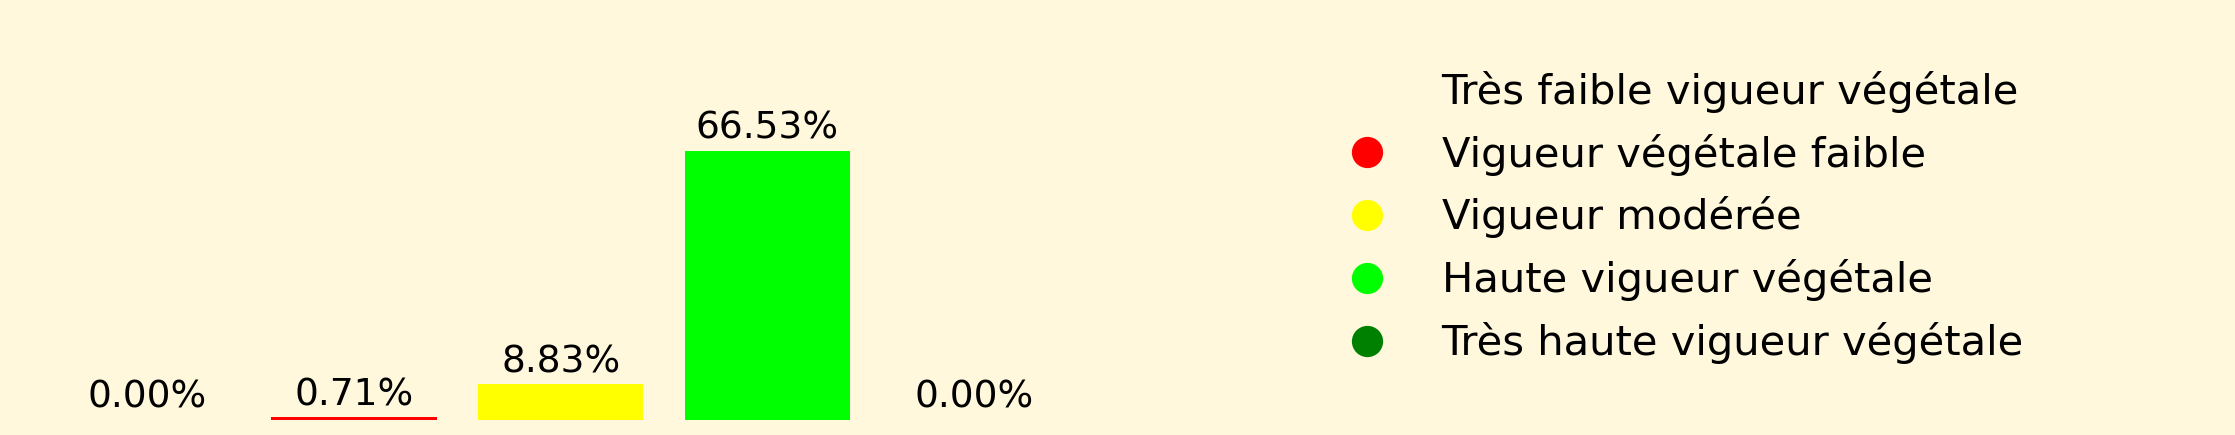 0.00%
0.71%
8.83%
66.53%
0.00%
Très faible vigueur végétale
Vigueur végétale faible
Vigueur modérée
Haute vigueur végétale
Très haute vigueur végétale